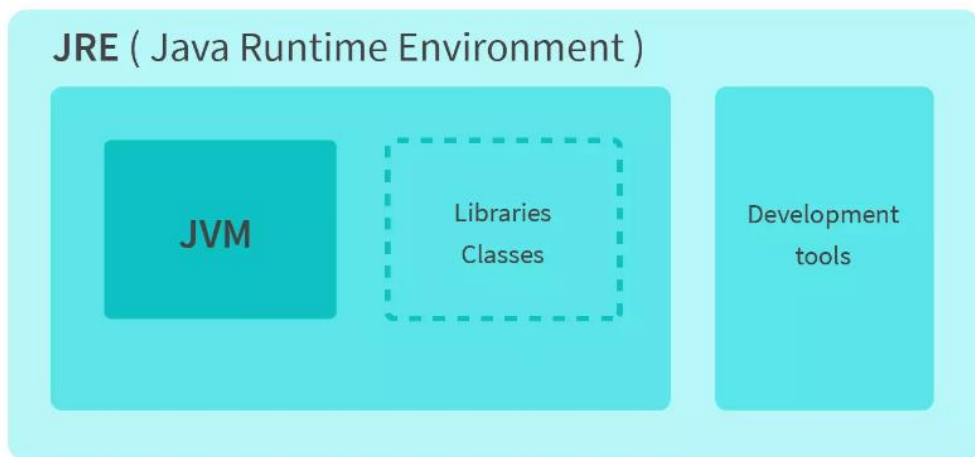 JRE ( Java Runtime Environment )
JVM
Libraries
Classes
Development
tools